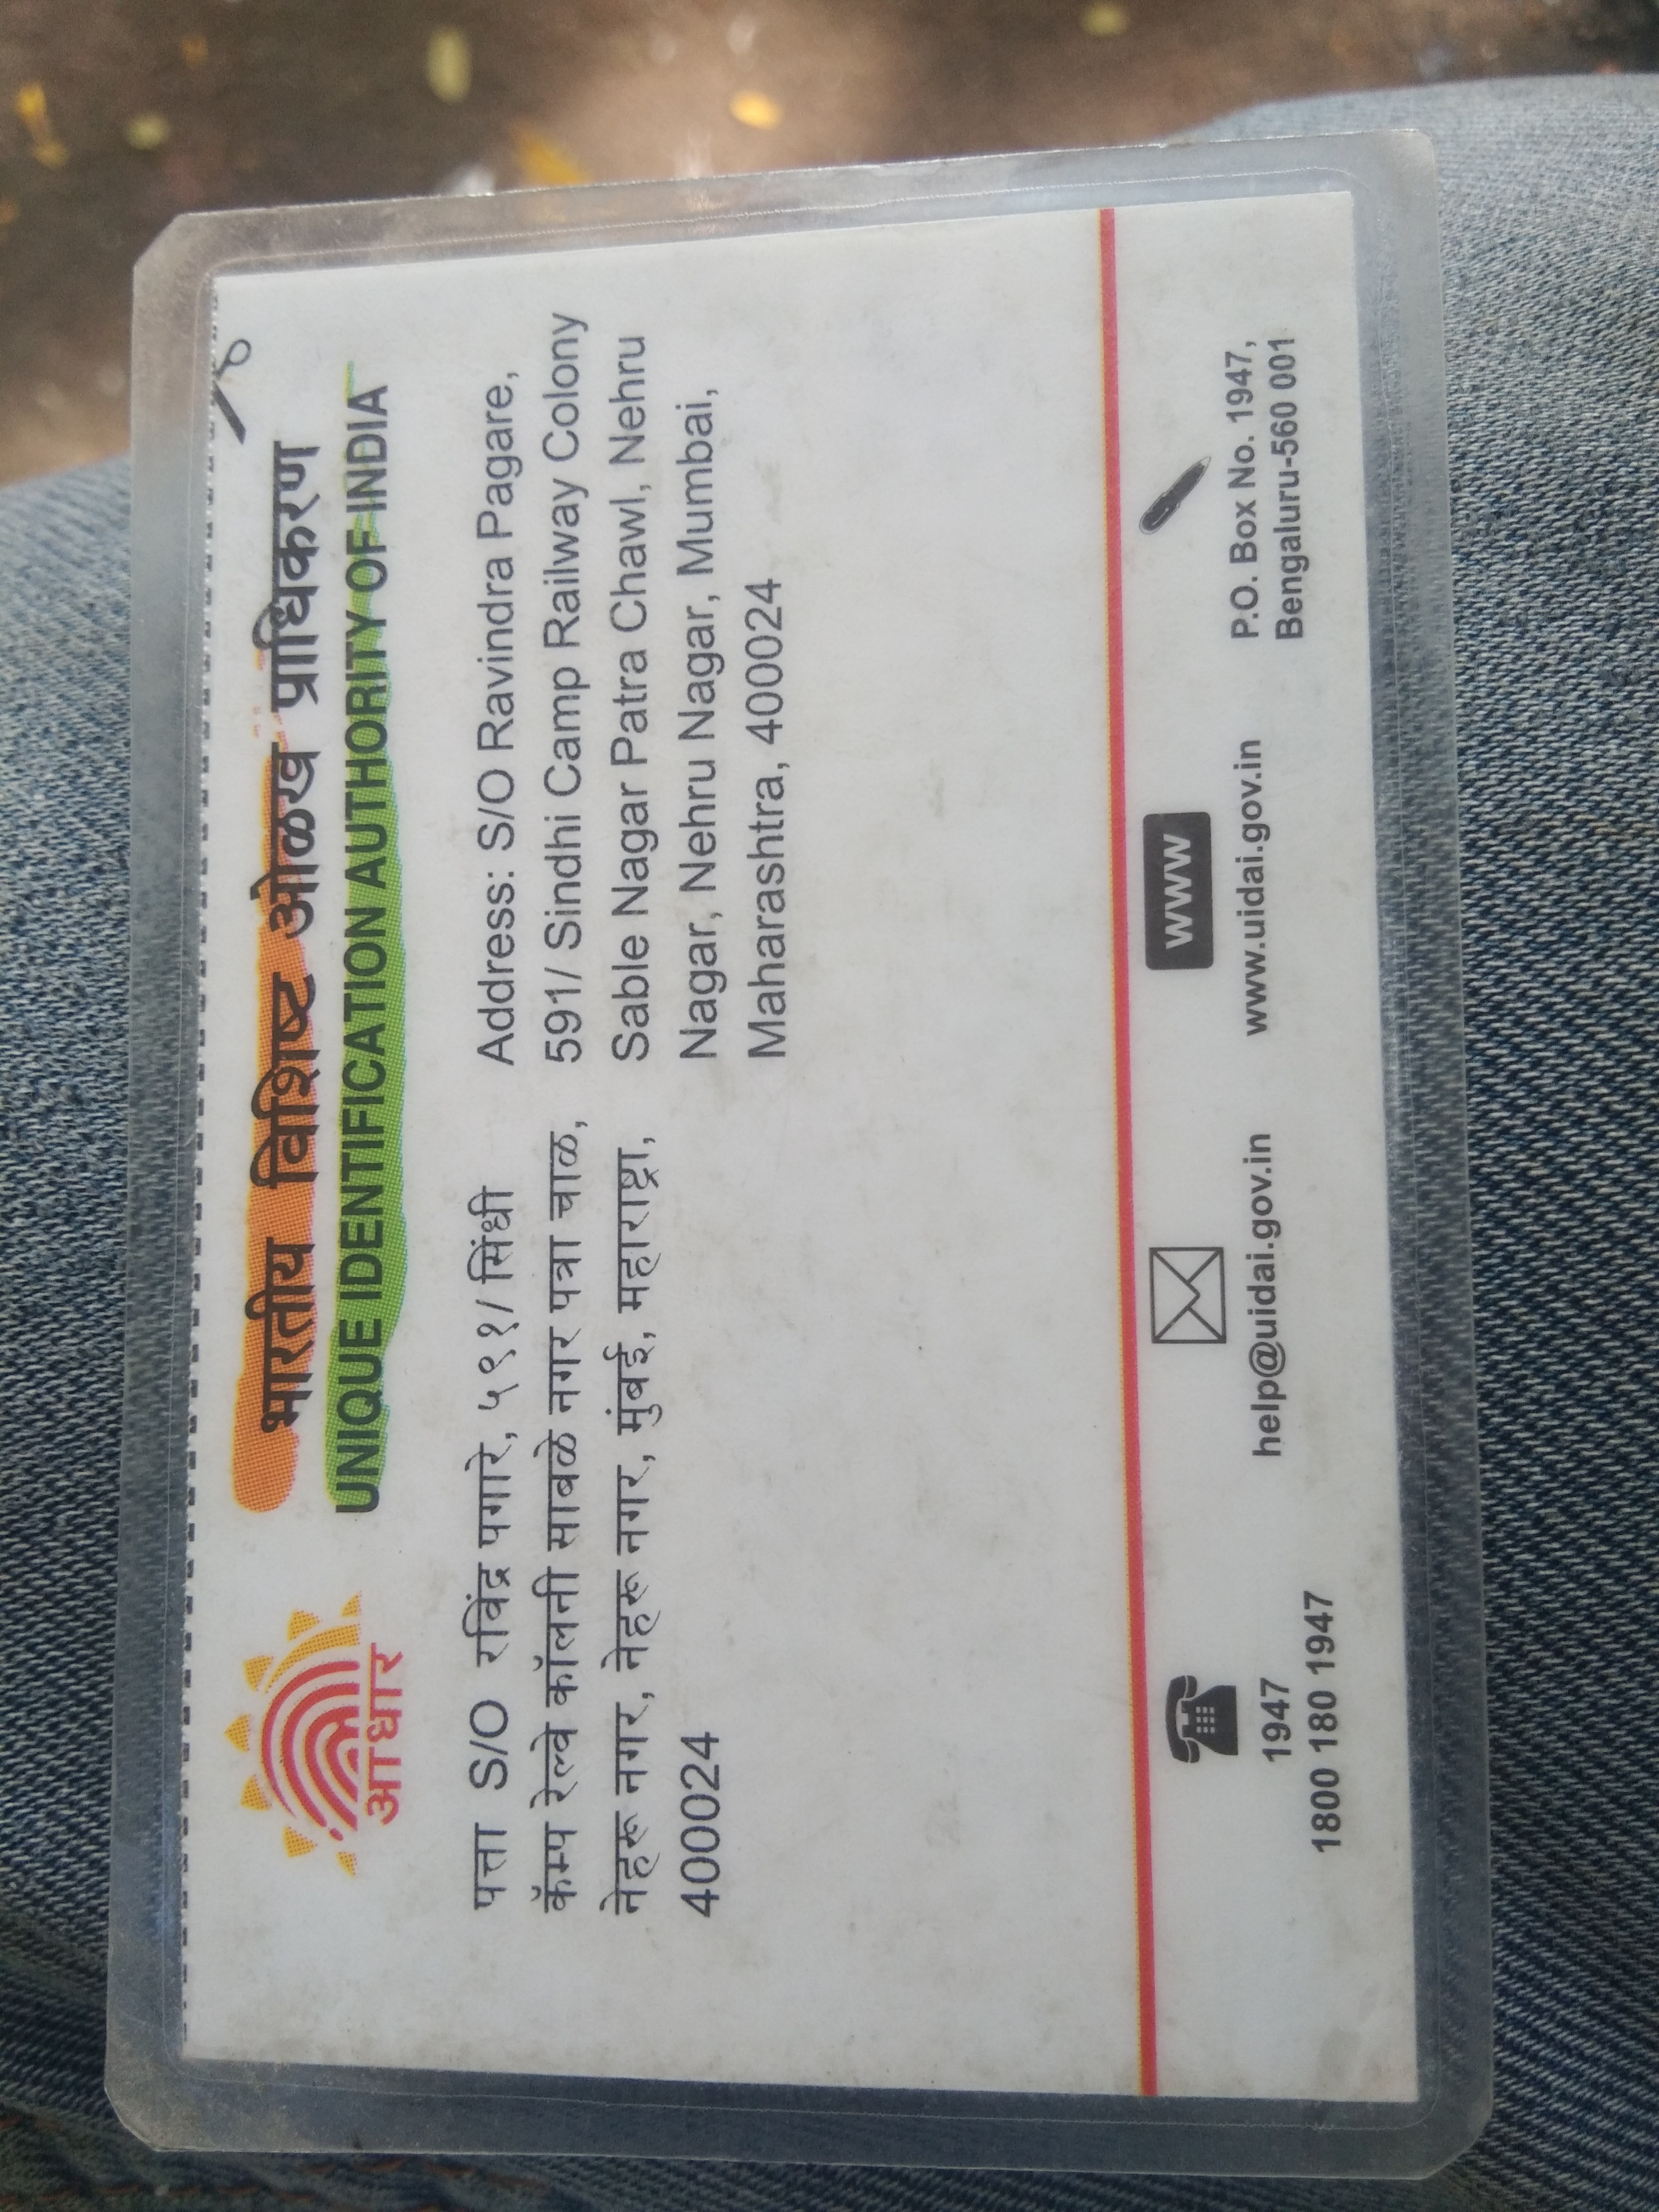 भारतीय विशिष्ट ओळख प्राधिकरण
UNIQUE IDENTIFICATION AUTHORITY OF INDIA
आधार
पत्ता S/O रविंद्र पगारे, ५९१/ सिंधी
कॅम्प रेल्वे कॉलनी साबळे नगर पत्रा चाळ,
नेहरू नगर, नेहरू नगर, मुंबई, महाराष्ट्रा,
400024
Address: S/O Ravindra Pagare,
591/ Sindhi Camp Railway Colony
Sable Nagar Patra Chawl, Nehru
Nagar, Nehru Nagar, Mumbai,
Maharashtra, 400024
1947
1800 180 1947
help@uidai.gov.in
www
www.uidai.gov.in
P.O. Box No. 1947,
Bengaluru-560 001